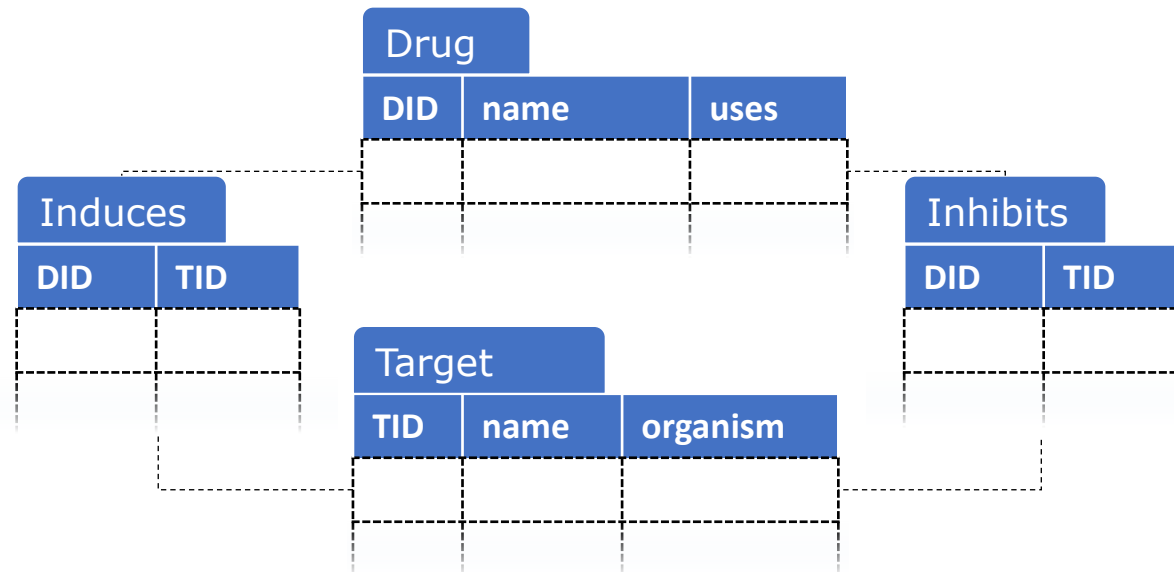 Drug
DID name uses
Induces
DID TID
Inhibits
DID TID
Target
TID name organism